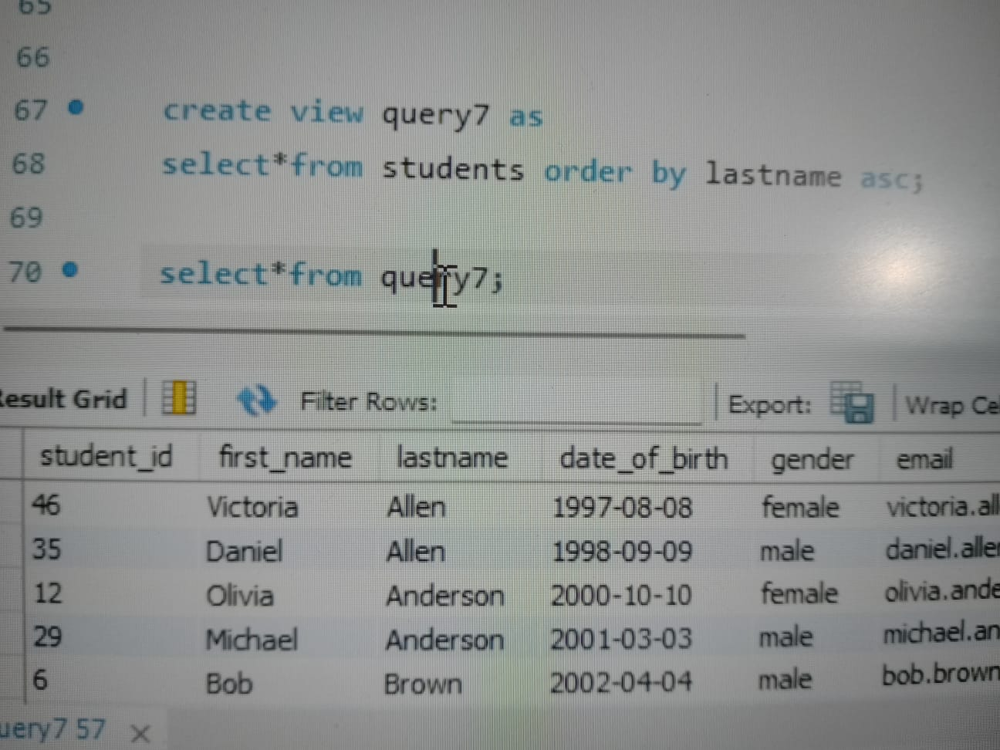 65
66
67 create view query7 as
68 select*from students order by lastname asc;
69
70 select*from query7;
Result Grid Filter Rows: Export: Wrap Ce
student_id first_name lastname date_of_birth gender email
46 Victoria Allen 1997-08-08 female victoria.all
35 Daniel Allen 1998-09-09 male daniel.aller
12 Olivia Anderson 2000-10-10 female olivia.ande
29 Michael Anderson 2001-03-03 male michael.an
6 Bob Brown 2002-04-04 male bob.brown
uery7 57